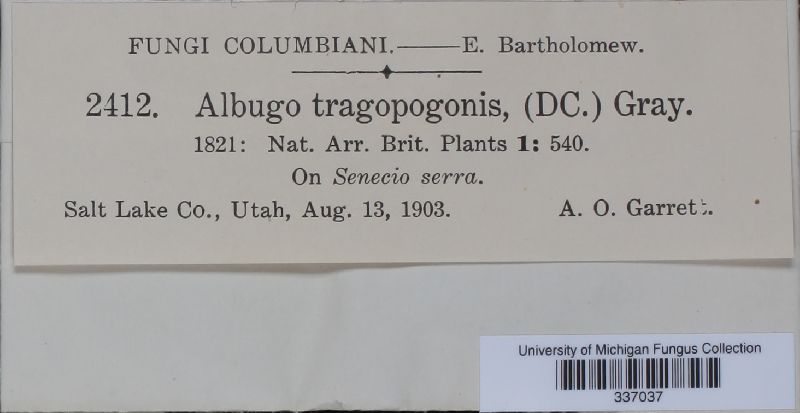 FUNGI COLUMBIANI.——E. Bartholomew.
2412. Albugo tragopogonis, (DC.) Gray.
1821: Nat. Arr. Brit. Plants 1: 540.
On Senecio serra.
Salt Lake Co., Utah, Aug. 13, 1903. A. O. Garrett.
University of Michigan Fungus Collection
337037